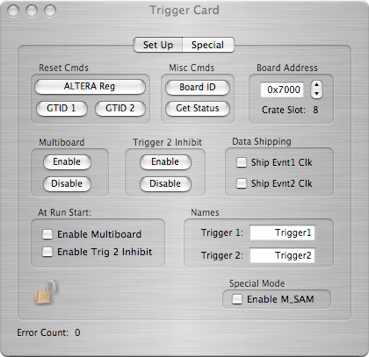 Trigger Card
Set Up Special
Reset Cmds Misc Cmds Board Address
ALTERA Reg Board ID 0x7000
GTID 1 GTID 2 Get Status Crate Slot: 8
Multiboard Trigger 2 Inhibit Data Shipping
Enable Enable Ship Evnt1 Clk
Disable Disable Ship Evnt2 Clk
At Run Start: Names
Enable Multiboard Trigger 1: Trigger1
Enable Trig 2 Inhibit Trigger 2: Trigger2
Special Mode
Enable M_SAM
Error Count: 0